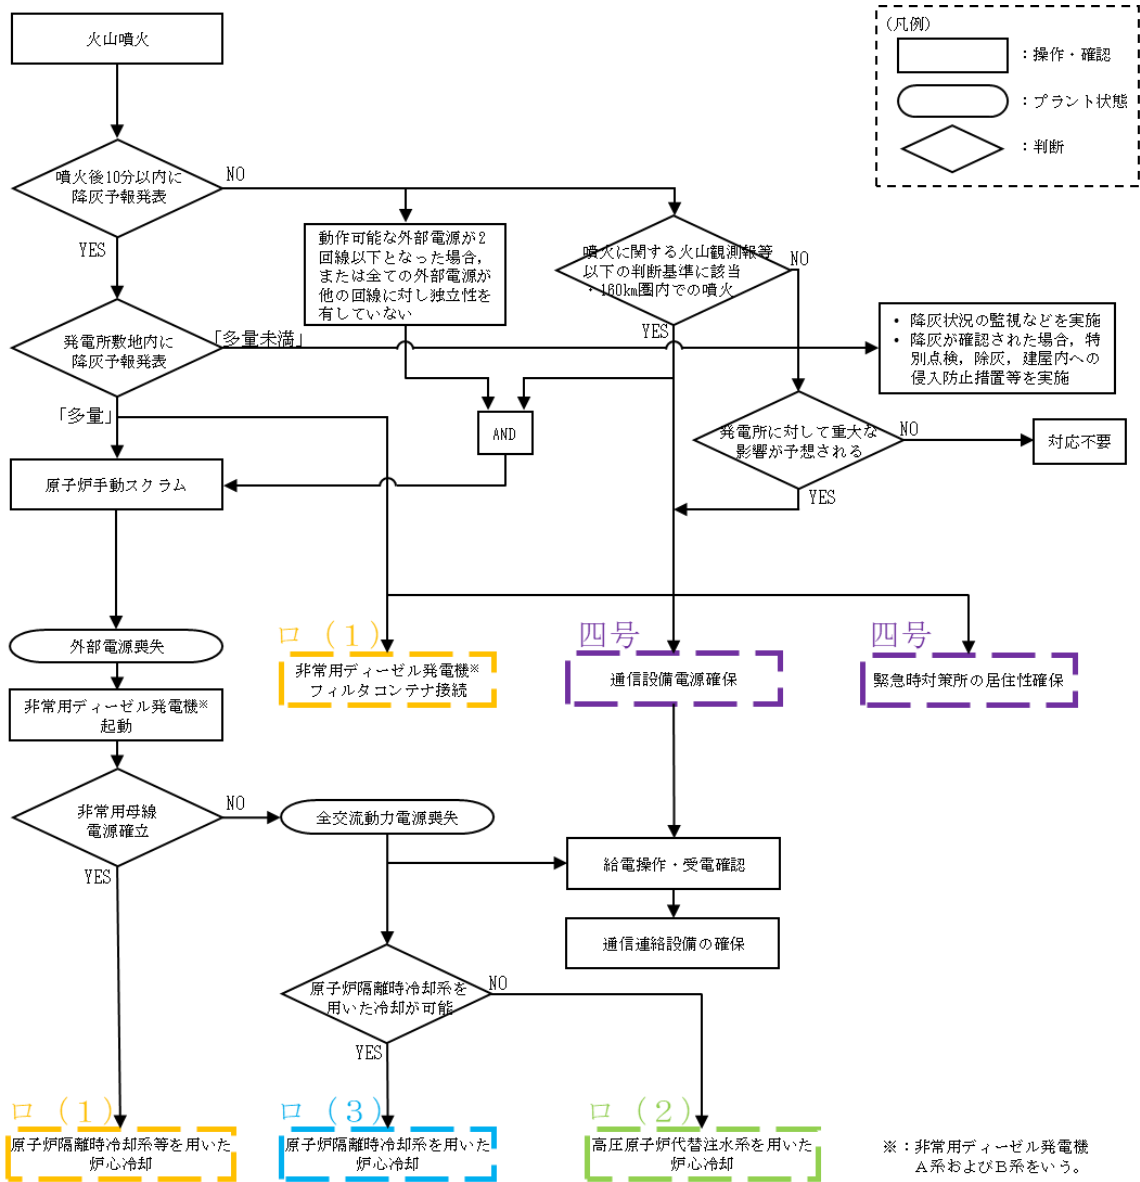 火山噴火
(凡例)
：操作・確認
：プラント状態
：判断
噴火後10分以内に
降灰予報発表
NO
YES
動作可能な外部電源が2
回線以下となった場合，
または全ての外部電源が
他の回線に対し独立性を
有していない
噴火に関する火山観測報等
以下の判断基準に該当
・160km圏内での噴火
NO
YES
発電所敷地内に
降灰予報発表
「多量未満」
「多量」
• 降灰状況の監視などを実施
• 降灰が確認された場合，特
別点検，除灰，建屋内への
侵入防止措置等を実施
AND
発電所に対して重大な
影響が予想される
NO
YES
対応不要
原子炉手動スクラム
外部電源喪失
ロ（１）
非常用ディーゼル発電機※
フィルタコンテナ接続
四号
通信設備電源確保
四号
緊急時対策所の居住性確保
非常用ディーゼル発電機※
起動
非常用母線
電源確立
NO
YES
全交流動力電源喪失
給電操作・受電確認
通信連絡設備の確保
原子炉隔離時冷却系を
用いた冷却が可能
NO
YES
ロ（１）
原子炉隔離時冷却系等を用いた
炉心冷却
ロ（３）
原子炉隔離時冷却系を用いた
炉心冷却
ロ（２）
高圧原子炉代替注水系を用いた
炉心冷却
※：非常用ディーゼル発電機
Ａ系およびＢ系をいう。